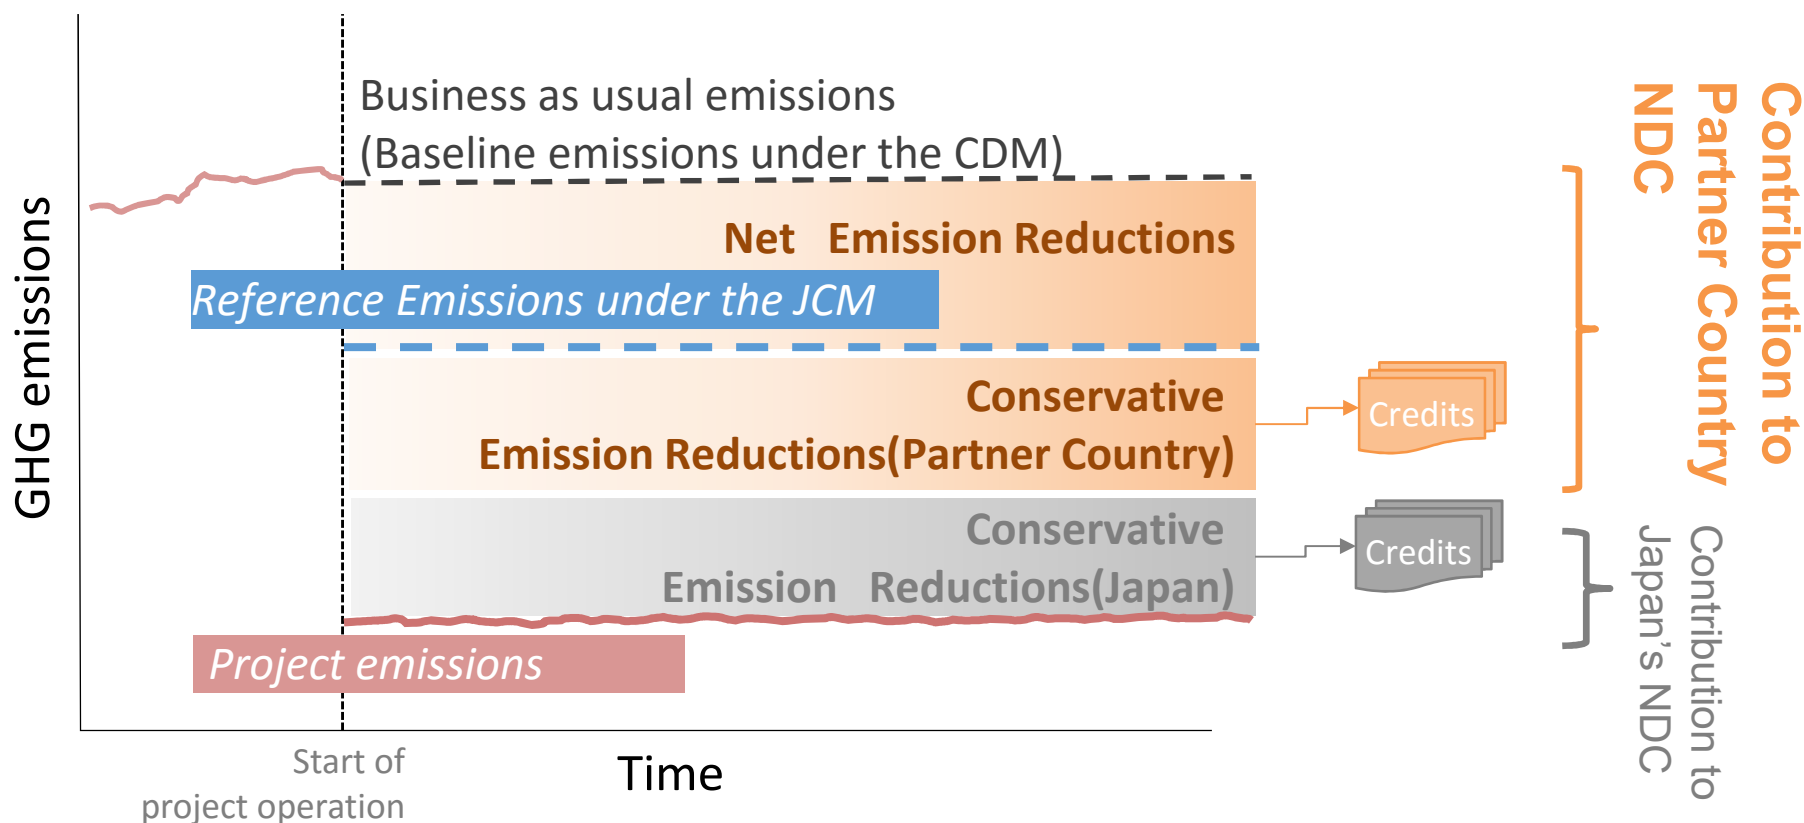 Business as usual emissions
(Baseline emissions under the CDM)
Net Emission Reductions
Reference Emissions under the JCM
Conservative
Emission Reductions(Partner Country)
Credits
Conservative
Emission Reductions(Japan)
Credits
Project emissions
GHG emissions
Time
Start of
project operation
Contribution to
Partner Country
NDC
Contribution to
Japan’s NDC